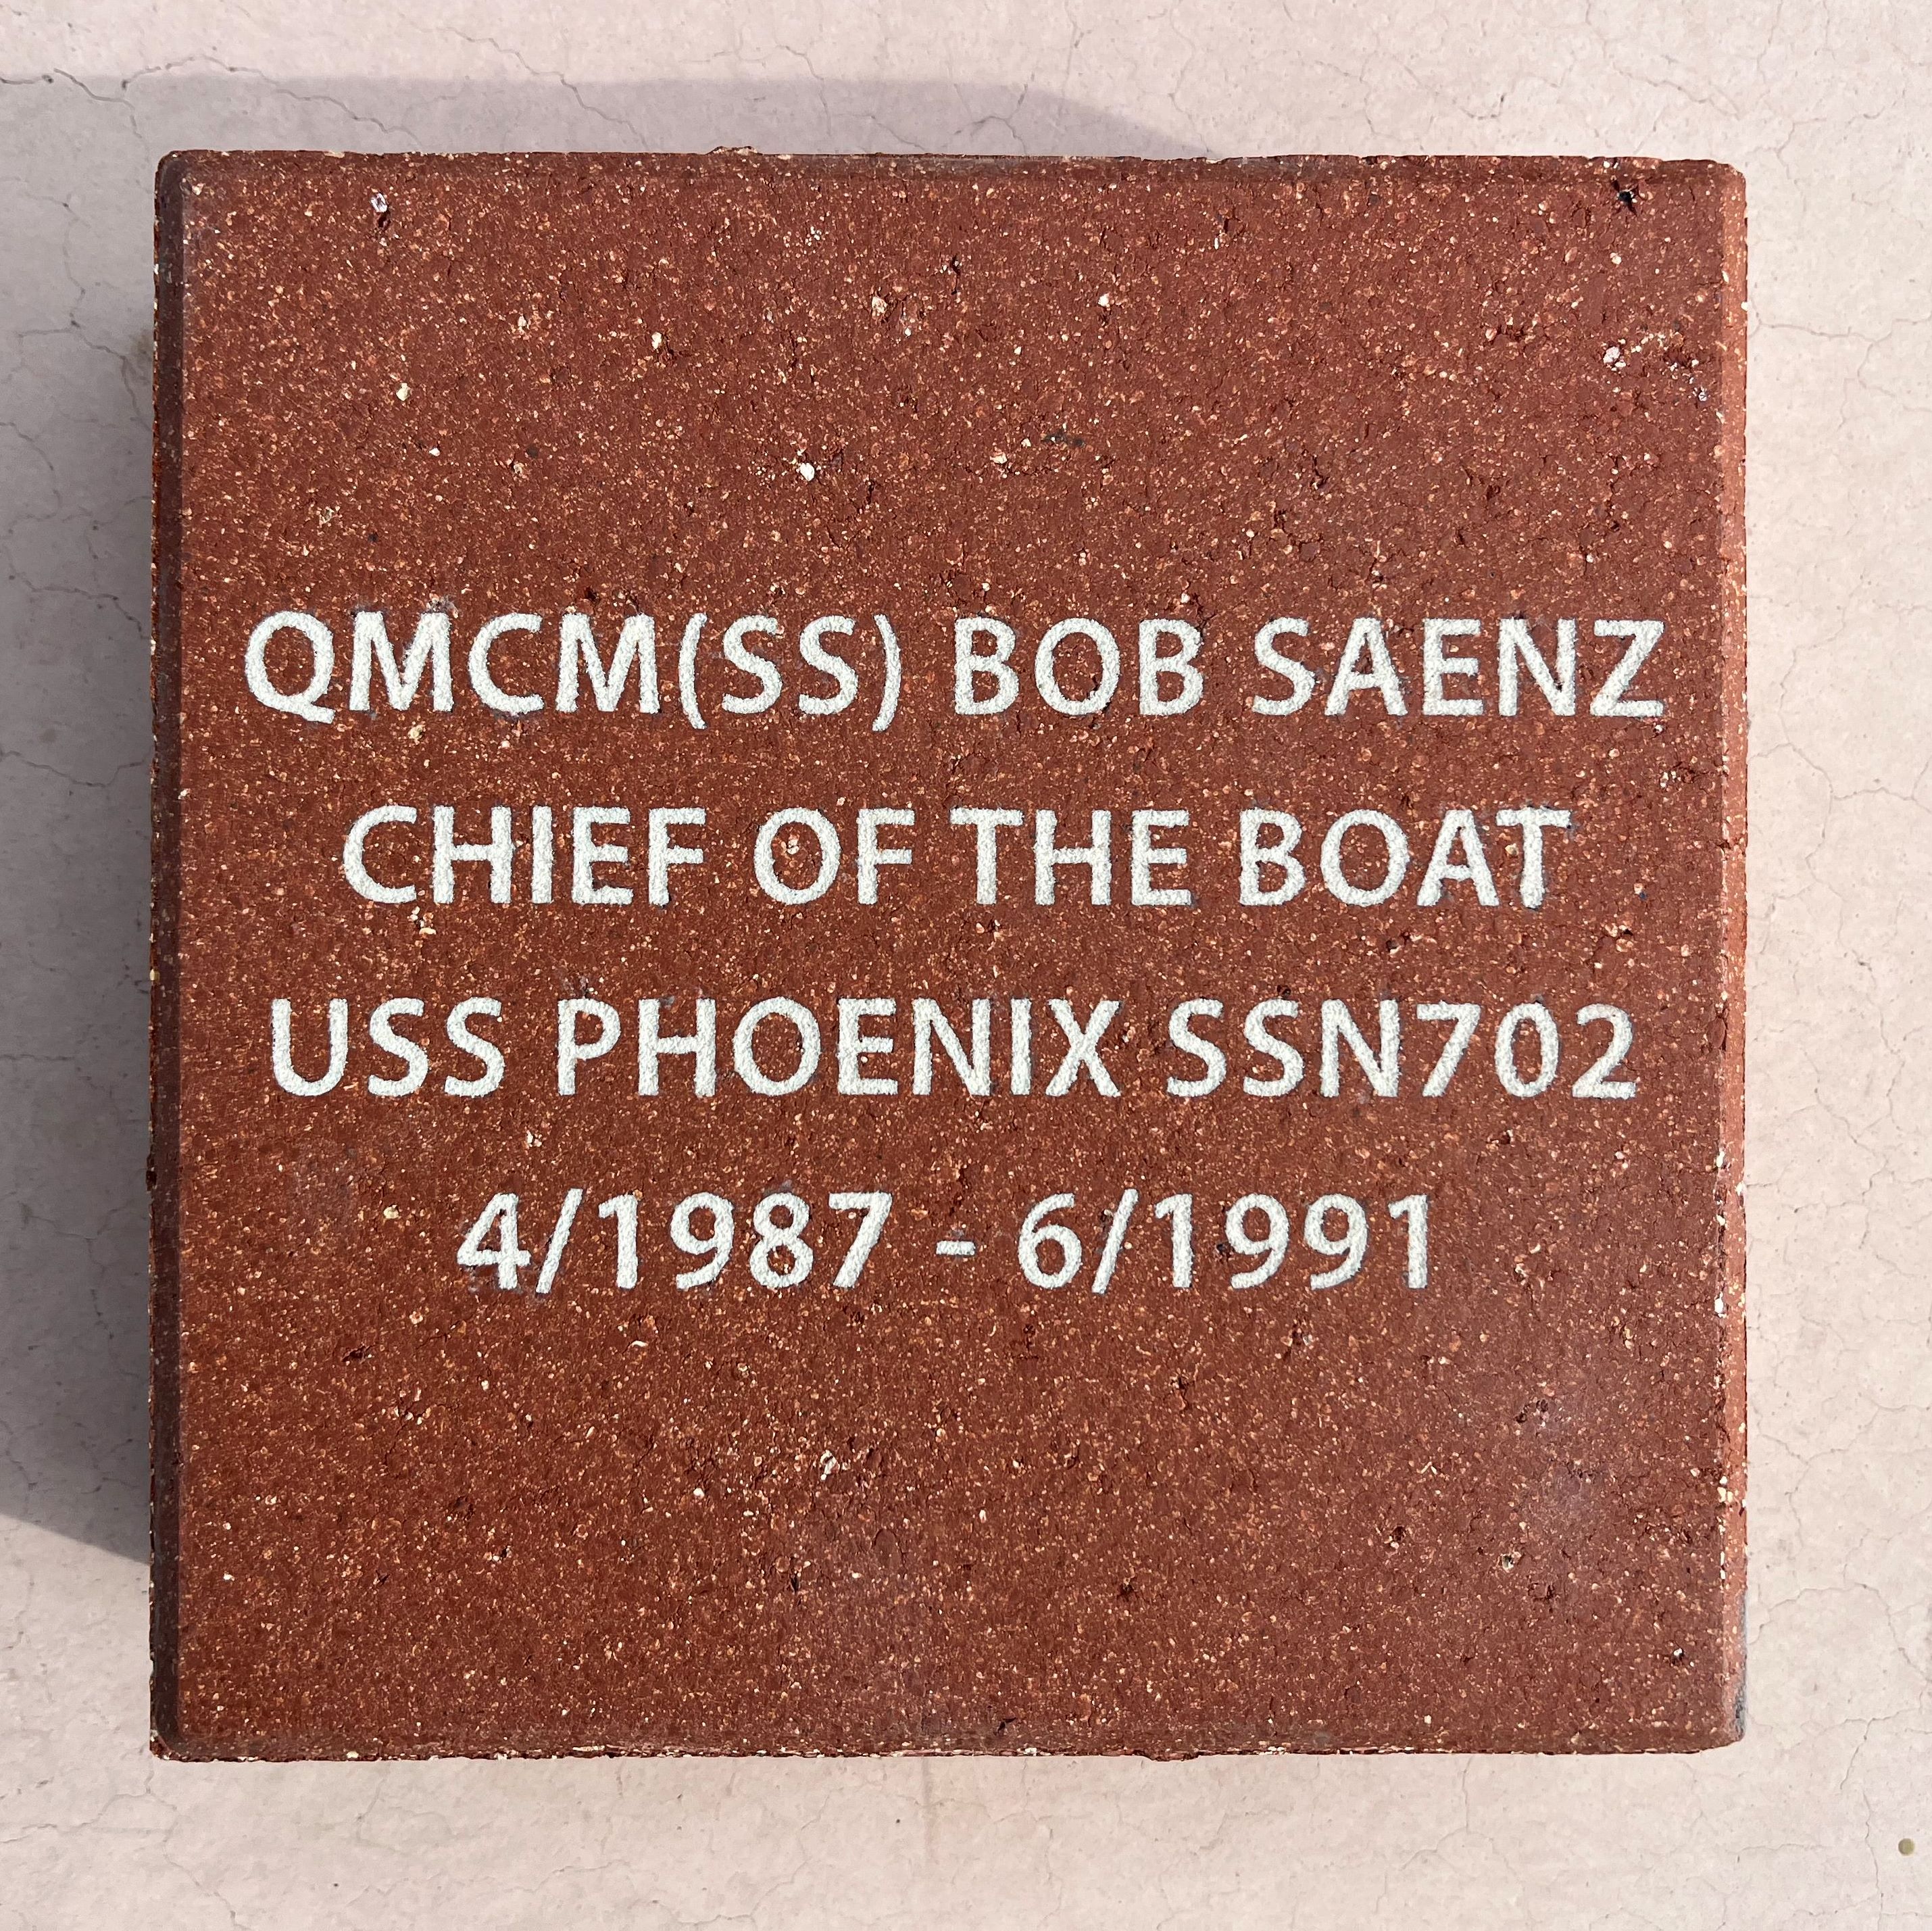 QMCM(SS) BOB SAENZ
CHIEF OF THE BOAT
USS PHOENIX SSN702
4/1987 - 6/1991